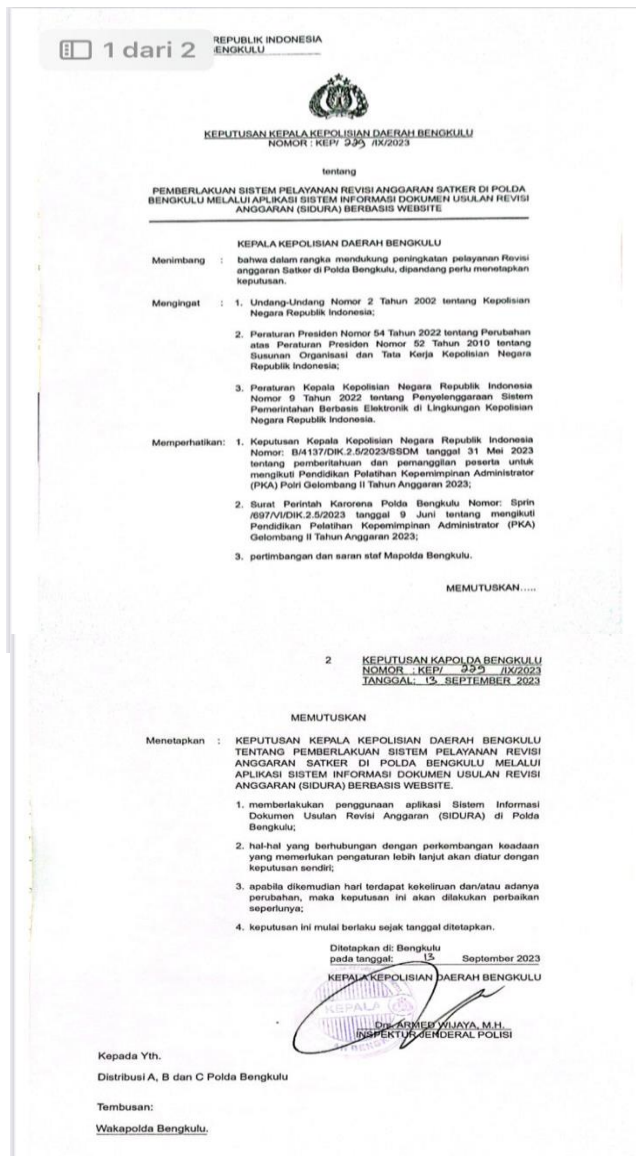 1 dari 2
REPUBLIK INDONESIA
BENGKULU
KEPUTUSAN KEPALA KEPOLISIAN DAERAH BENGKULU
NOMOR : KEP/ 229 /IX/2023
tentang
PEMBERLAKUAN SISTEM PELAYANAN REVISI ANGGARAN SATKER DI POLDA
BENGKULU MELALUI APLIKASI SISTEM INFORMASI DOKUMEN USULAN REVISI
ANGGARAN (SIDURA) BERBASIS WEBSITE
KEPALA KEPOLISIAN DAERAH BENGKULU
Menimbang : bahwa dalam rangka mendukung peningkatan pelayanan Revisi
anggaran Satker di Polda Bengkulu, dipandang perlu menetapkan
keputusan.
Mengingat : 1. Undang-Undang Nomor 2 Tahun 2002 tentang Kepolisian
Negara Republik Indonesia;
2. Peraturan Presiden Nomor 54 Tahun 2022 tentang Perubahan
atas Peraturan Presiden Nomor 52 Tahun 2010 tentang
Susunan Organisasi dan Tata Kerja Kepolisian Negara
Republik Indonesia;
3. Peraturan Kepala Kepolisian Negara Republik Indonesia
Nomor 9 Tahun 2022 tentang Penyelenggaraan Sistem
Pemerintahan Berbasis Elektronik di Lingkungan Kepolisian
Negara Republik Indonesia.
Memperhatikan: 1. Keputusan Kepala Kepolisian Negara Republik Indonesia
Nomor: B/4137/DIK.2.5/2023/SSDM tanggal 31 Mei 2023
tentang pemberitahuan dan pemanggilan peserta untuk
mengikuti Pendidikan Pelatihan Kepemimpinan Administrator
(PKA) Polri Gelombang II Tahun Anggaran 2023;
2. Surat Perintah Karorena Polda Bengkulu Nomor: Sprin
/697/VI/DIK.2.5/2023 tanggal 9 Juni tentang mengikuti
Pendidikan Pelatihan Kepemimpinan Administrator (PKA)
Gelombang II Tahun Anggaran 2023;
3. pertimbangan dan saran staf Mapolda Bengkulu.
MEMUTUSKAN.....
2 KEPUTUSAN KAPOLDA BENGKULU
NOMOR : KEP/ 229 /IX/2023
TANGGAL: 13 SEPTEMBER 2023
MEMUTUSKAN
Menetapkan : KEPUTUSAN KEPALA KEPOLISIAN DAERAH BENGKULU
TENTANG PEMBERLAKUAN SISTEM PELAYANAN REVISI
ANGGARAN SATKER DI POLDA BENGKULU MELALUI
APLIKASI SISTEM INFORMASI DOKUMEN USULAN REVISI
ANGGARAN (SIDURA) BERBASIS WEBSITE.
1. memberlakukan penggunaan aplikasi Sistem Informasi
Dokumen Usulan Revisi Anggaran (SIDURA) di Polda
Bengkulu;
2. hal-hal yang berhubungan dengan perkembangan keadaan
yang memerlukan pengaturan lebih lanjut akan diatur dengan
keputusan sendiri;
3. apabila dikemudian hari terdapat kekeliruan dan/atau adanya
perubahan, maka keputusan ini akan dilakukan perbaikan
seperlunya;
4. keputusan ini mulai berlaku sejak tanggal ditetapkan.
Ditetapkan di: Bengkulu
pada tanggal: 13 September 2023
KEPALA KEPOLISIAN DAERAH BENGKULU
KEPALA
Drs. ARMED WIJAYA, M.H.
INSPEKTUR JENDERAL POLISI
Kepada Yth.
Distribusi A, B dan C Polda Bengkulu
Tembusan:
Wakapolda Bengkulu.